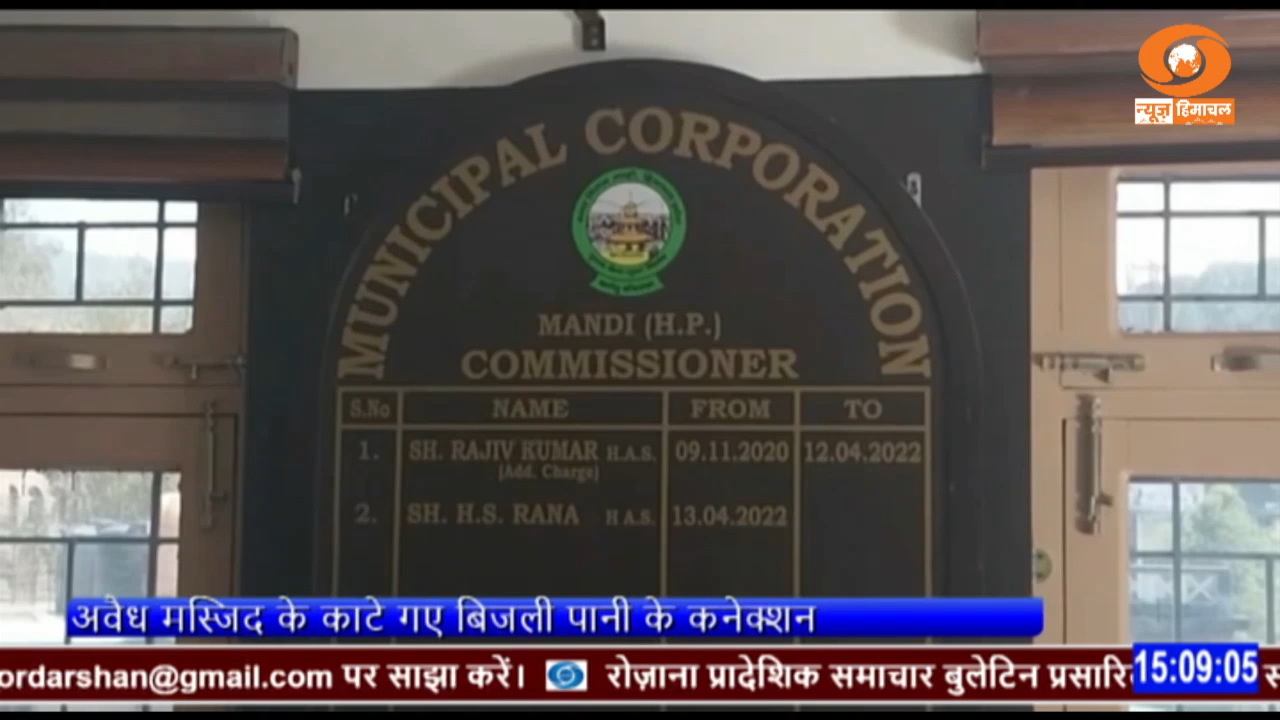 न्यूज़ हिमाचल
MUNICIPAL CORPORATION
MANDI (H.P.)
COMMISSIONER
S.No NAME FROM TO
1. SH. RAJIV KUMAR H.A.S. 09.11.2020 12.04.2022
(Add. Charge)
2. SH. H.S. RANA H.A.S. 13.04.2022
अवैध मस्जिद के काटे गए बिजली पानी के कनेक्शन
ordarshan@gmail.com पर साझा करें। रोज़ाना प्रादेशिक समाचार बुलेटिन प्रसारि 15:09:05 स